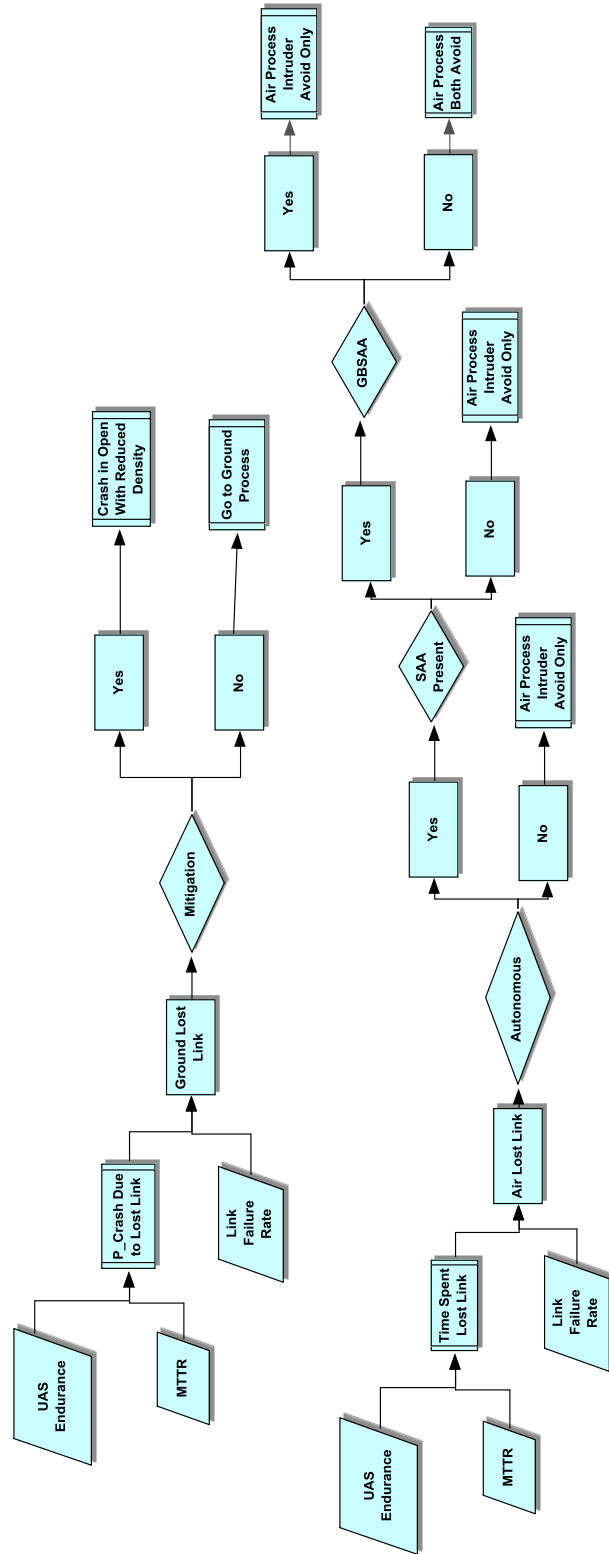 UAS
Endurance
MTTR
P_Crash Due
to Lost Link
Link
Failure
Rate
Ground Lost
Link
Mitigation
Yes
Crash in Open
With Reduced
Density
No
Go to Ground
Process
UAS
Endurance
MTTR
Time Spent
Lost Link
Link
Failure
Rate
Air Lost Link
Autonomous
Yes
No
Air Process
Intruder
Avoid Only
SAA
Present
Yes
No
Air Process
Intruder
Avoid Only
GBSAA
Yes
Air Process
Intruder
Avoid Only
No
Air Process
Both Avoid